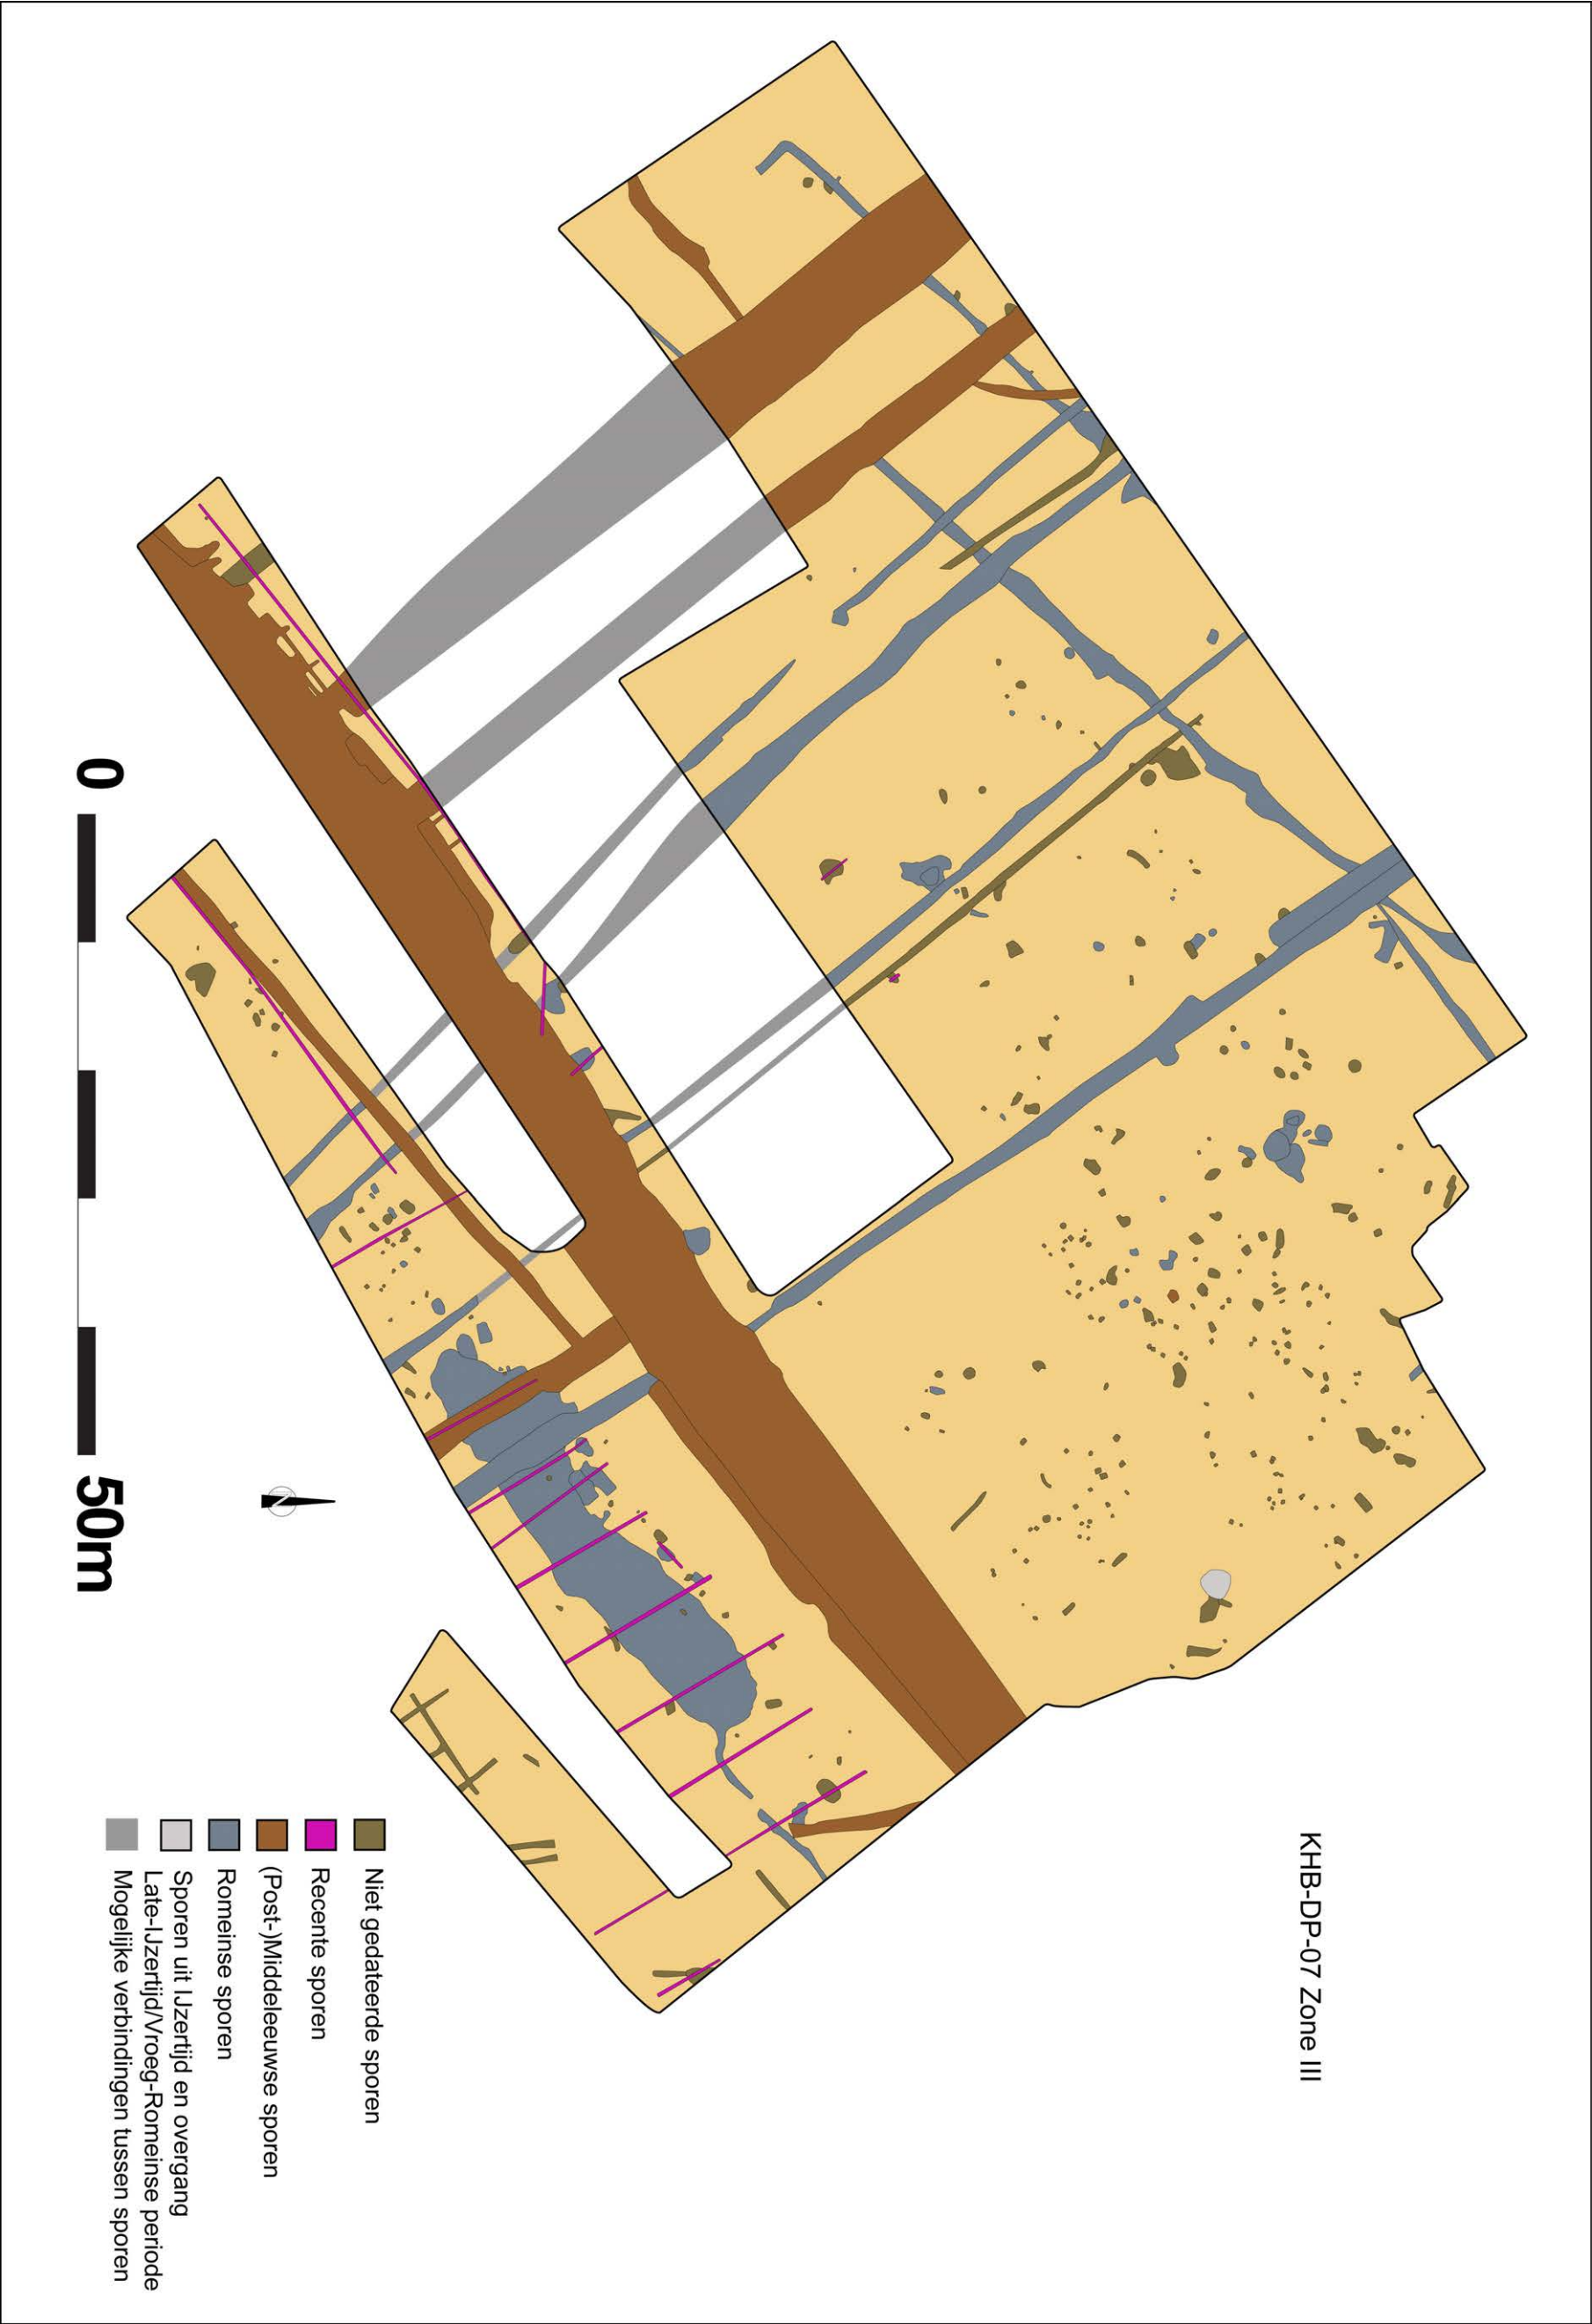 KHB-DP-07 Zone III
Niet gedateerde sporen
Recente sporen
(Post-)Middeleeuwse sporen
Romeinse sporen
Sporen uit IJzertijd en overgang
Late-IJzertijd/Vroeg-Romeinse periode
Mogelijke verbindingen tussen sporen
0
50m
N